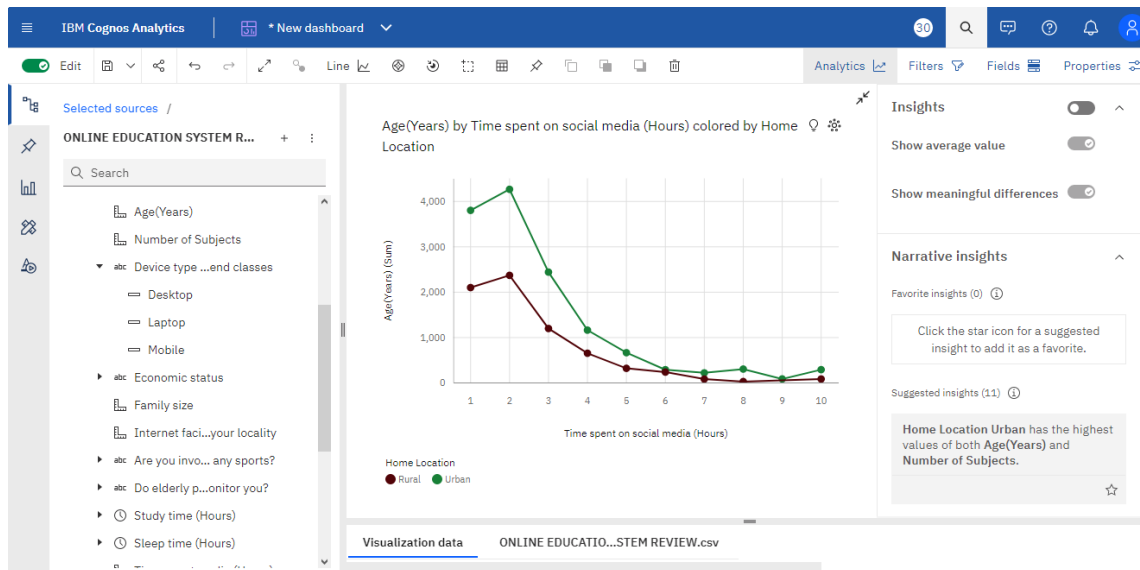 IBM Cognos Analytics
* New dashboard
30
Edit
Line
Analytics
Filters
Fields
Properties
Selected sources /
ONLINE EDUCATION SYSTEM R...
Search
Age(Years)
Number of Subjects
abc Device type ...end classes
Desktop
Laptop
Mobile
abc Economic status
Family size
Internet faci...your locality
abc Are you invo... any sports?
abc Do elderly p...onitor you?
Study time (Hours)
Sleep time (Hours)
Age(Years) by Time spent on social media (Hours) colored by Home
Location
Age(Years) (Sum)
4,000
3,000
2,000
1,000
0
1 2 3 4 5 6 7 8 9 10
Time spent on social media (Hours)
Home Location
Rural Urban
Visualization data
ONLINE EDUCATIO...STEM REVIEW.csv
Insights
Show average value
Show meaningful differences
Narrative insights
Favorite insights (0)
Click the star icon for a suggested
insight to add it as a favorite.
Suggested insights (11)
Home Location Urban has the highest
values of both Age(Years) and
Number of Subjects.